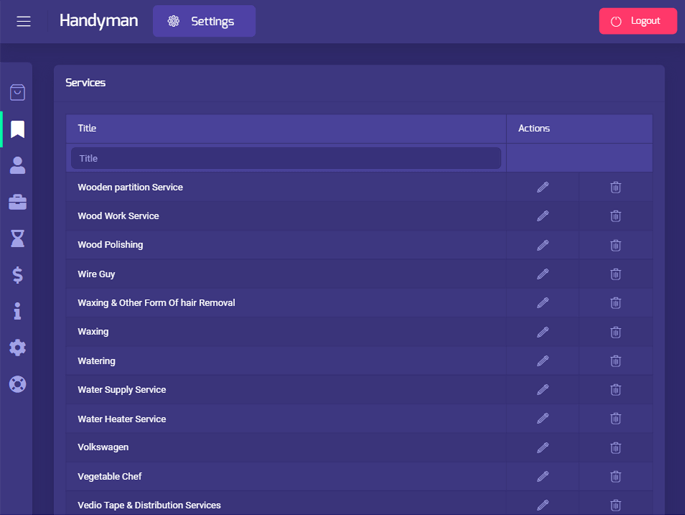 Handyman
Settings
Logout
Services
Title
Actions
Title
Wooden partition Service
Wood Work Service
Wood Polishing
Wire Guy
Waxing & Other Form Of hair Removal
Waxing
Watering
Water Supply Service
Water Heater Service
Volkswagen
Vegetable Chef
Vedio Tape & Distribution Services